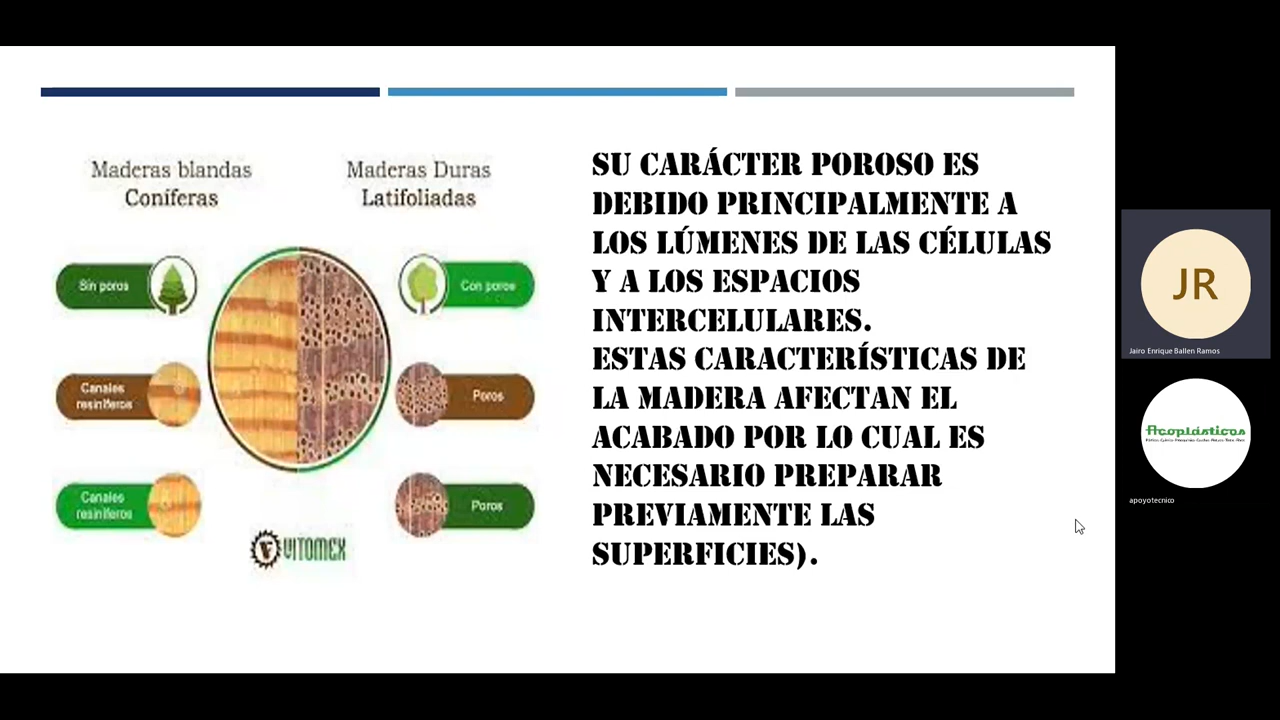 Maderas blandas
Coníferas
Maderas Duras
Latifoliadas
Sin poros
Con poros
Canales
resiníferos
Poros
Canales
resiníferos
Poros
VITOMEX
SU CARÁCTER POROSO ES
DEBIDO PRINCIPALMENTE A
LOS LÚMENES DE LAS CÉLULAS
Y A LOS ESPACIOS
INTERCELULARES.
ESTAS CARACTERÍSTICAS DE
LA MADERA AFECTAN EL
ACABADO POR LO CUAL ES
NECESARIO PREPARAR
PREVIAMENTE LAS
SUPERFICIES).
JR
Jairo Enrique Ballen Ramos
Acoplásticos
apoyotecnico